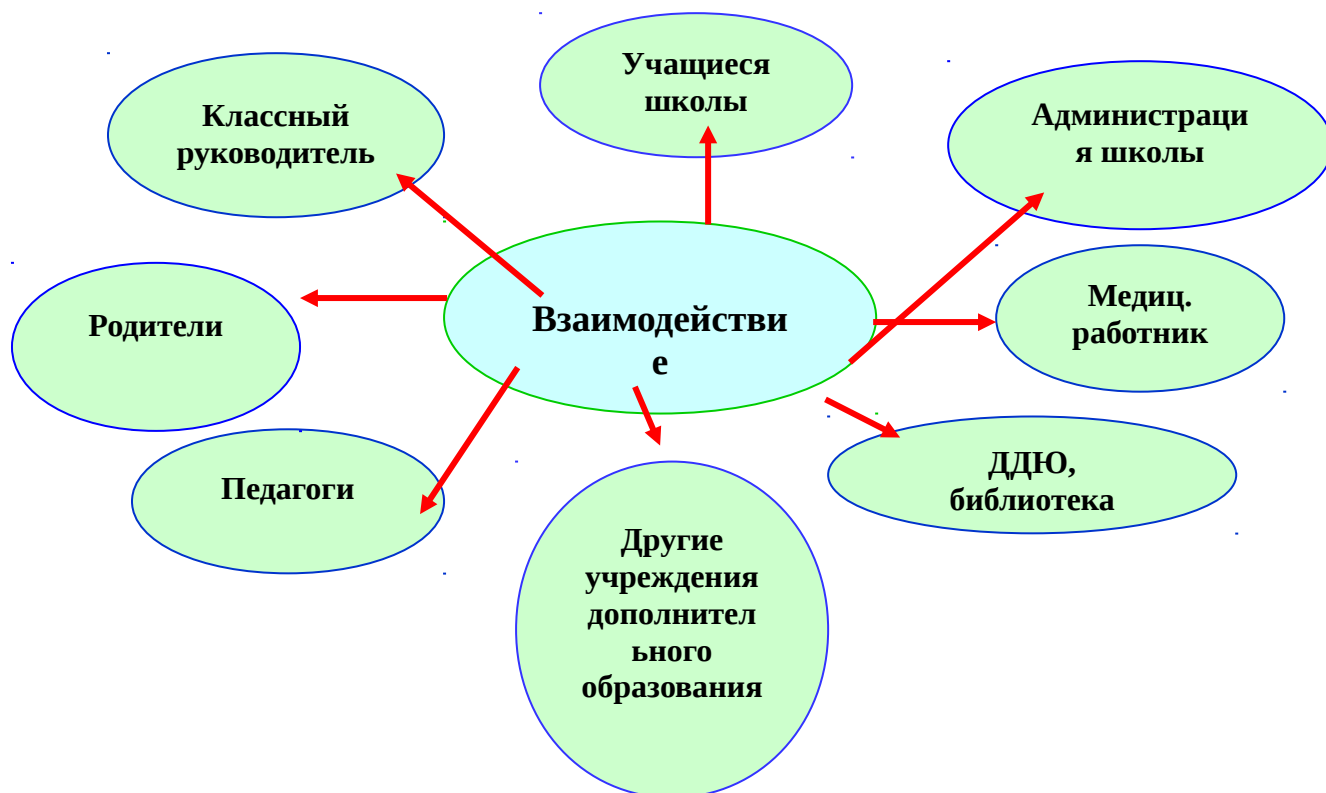 Учащиеся
школы
Классный
руководитель
Администраци
я школы
Взаимодействи
е
Родители
Медиц.
работник
Педагоги
ДДЮ,
библиотека
Другие
учреждения
дополнител
ьного
образования